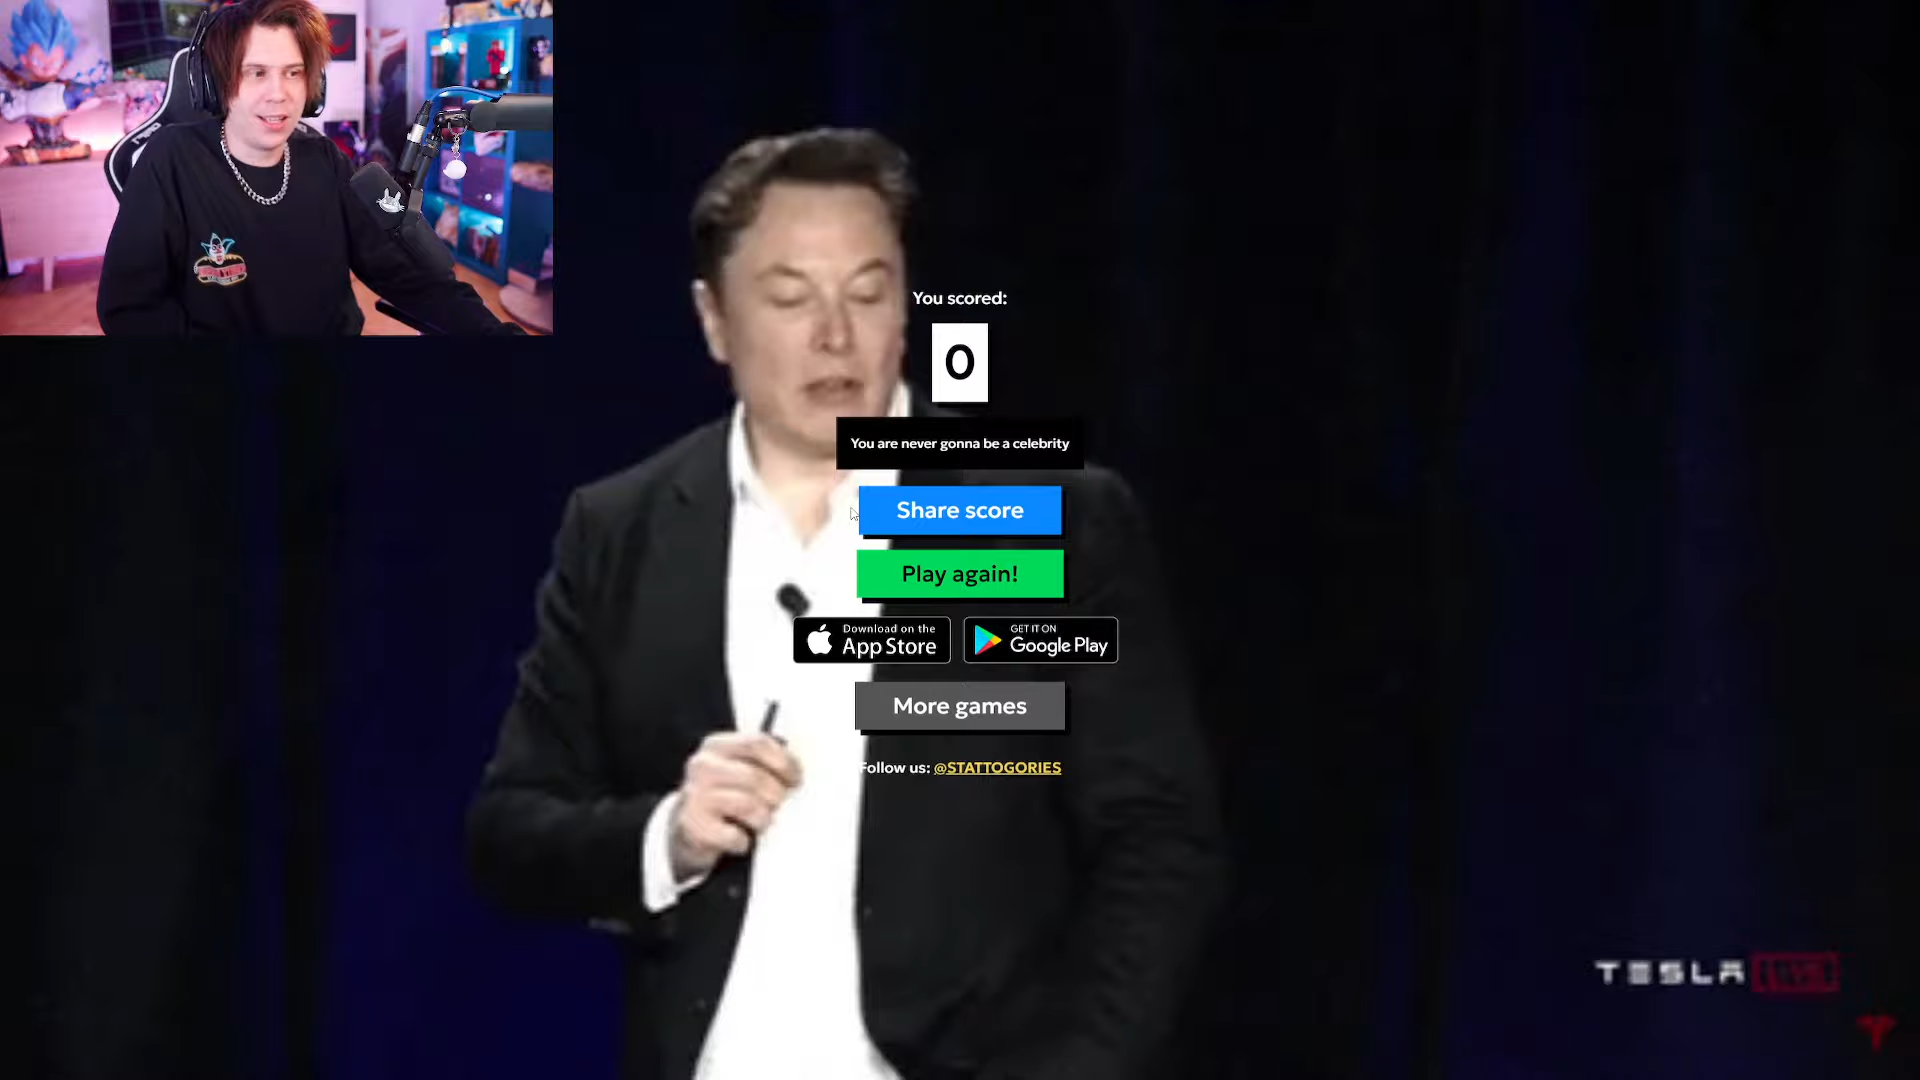 You scored:
0
You are never gonna be a celebrity
Share score
Play again!
Download on the
App Store
GET IT ON
Google Play
More games
Follow us: @STATTOGORIES
TESLA